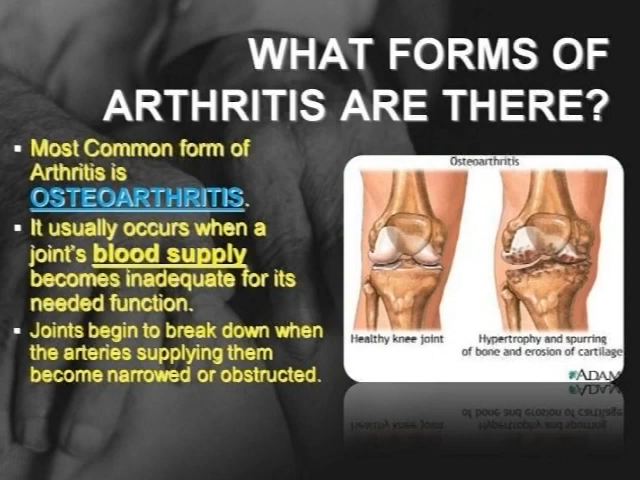 WHAT FORMS OF
ARTHRITIS ARE THERE?
▪ Most Common form of
Arthritis is
OSTEOARTHRITIS.
▪ It usually occurs when a
joint's blood supply
becomes inadequate for its
needed function.
▪ Joints begin to break down when
the arteries supplying them
become narrowed or obstructed.
Osteoarthritis
Healthy knee joint
Hypertrophy and spurring
of bone and erosion of cartilage
ADAM